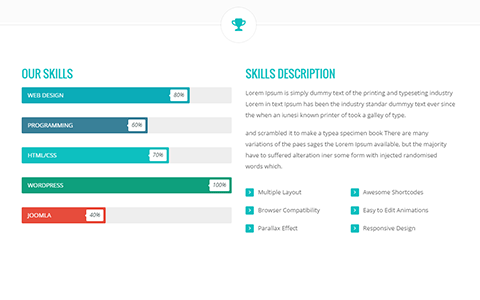 OUR SKILLS
WEB DESIGN 80%
PROGRAMMING 60%
HTML/CSS 70%
WORDPRESS 100%
JOOMLA 40%
SKILLS DESCRIPTION
Lorem Ipsum is simply dummy text of the printing and typeseting industry
Lorem in text Ipsum has been the industry standar dummyy text ever since
the when an iunesi known printer of took a galley of type.
and scrambled it to make a typea specimen book There are many
variations of the paes sages the Lorem Ipsum available, but the majority
have to suffered alteration iner some form with injected randomised
words which.
Multiple Layout
Awesome Shortcodes
Browser Compatibility
Easy to Edit Animations
Parallax Effect
Responsive Design